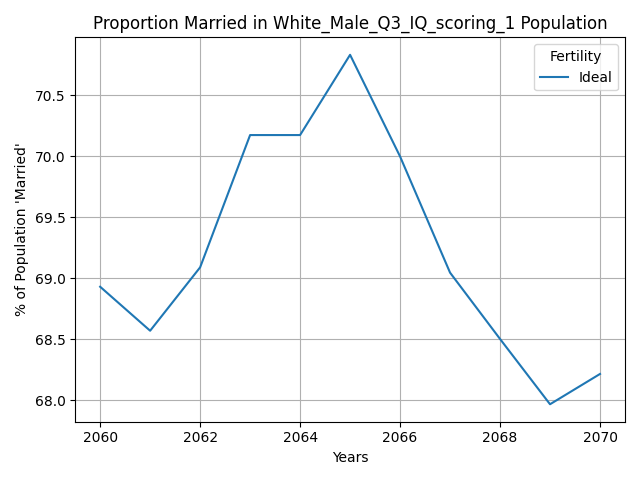 Proportion Married in White_Male_Q3_IQ_scoring_1 Population
Fertility
Ideal
% of Population 'Married'
70.5
70.0
69.5
69.0
68.5
68.0
2060 2062 2064 2066 2068 2070
Years